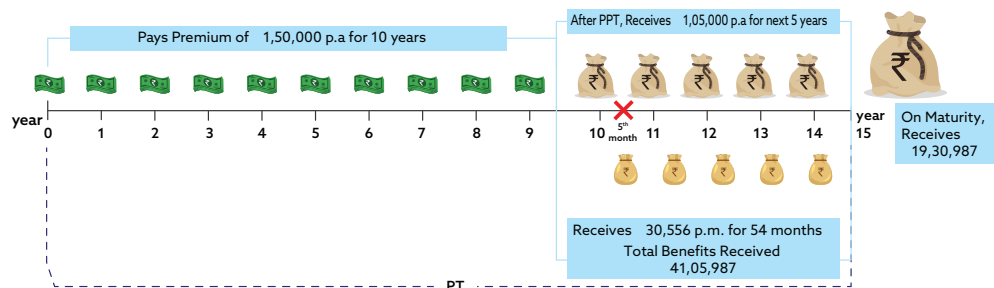 Pays Premium of 1,50,000 p.a for 10 years
After PPT, Receives 1,05,000 p.a for next 5 years
year
0 1 2 3 4 5 6 7 8 9 10 11 12 13 14
5th
month
year
15
On Maturity,
Receives
19,30,987
Receives 30,556 p.m. for 54 months
Total Benefits Received
41,05,987
PT